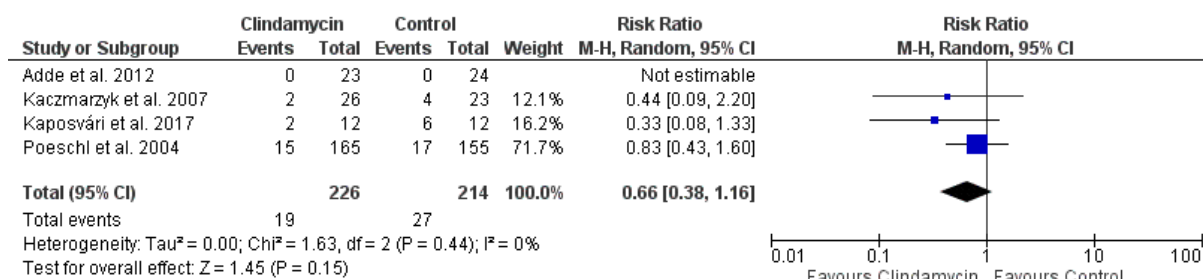 Clindamycin Control Risk Ratio Risk Ratio
Study or Subgroup Events Total Events Total Weight M-H, Random, 95% CI M-H, Random, 95% CI
Adde et al. 2012 0 23 0 24 Not estimable
Kaczmarzyk et al. 2007 2 26 4 23 12.1% 0.44 [0.09, 2.20]
Kaposvári et al. 2017 2 12 6 12 16.2% 0.33 [0.08, 1.33]
Poeschl et al. 2004 15 165 17 155 71.7% 0.83 [0.43, 1.60]
Total (95% CI) 226 214 100.0% 0.66 [0.38, 1.16]
Total events 19 27
Heterogeneity: Tau² = 0.00; Chi² = 1.63, df = 2 (P = 0.44); I² = 0%
Test for overall effect: Z = 1.45 (P = 0.15)
0.01 0.1 1 10 100
Favours Clindamycin Favours Control